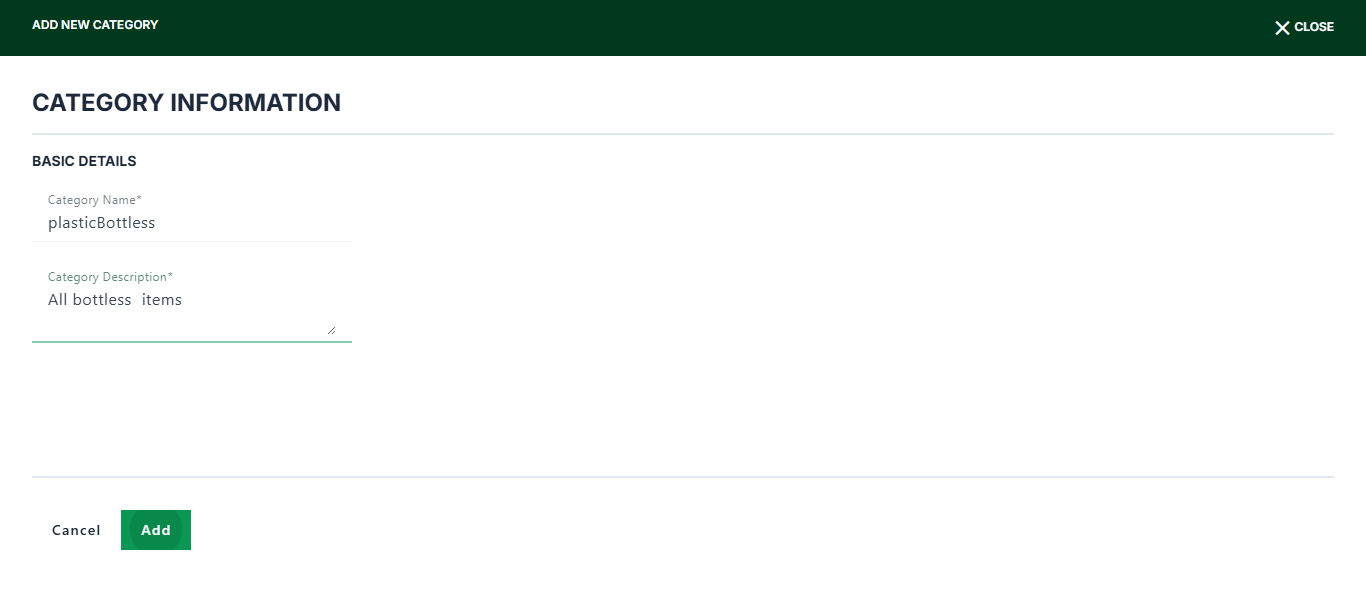 ADD NEW CATEGORY
CLOSE
CATEGORY INFORMATION
BASIC DETAILS
Category Name*
plasticBottless
Category Description*
All bottless  items
Cancel
Add